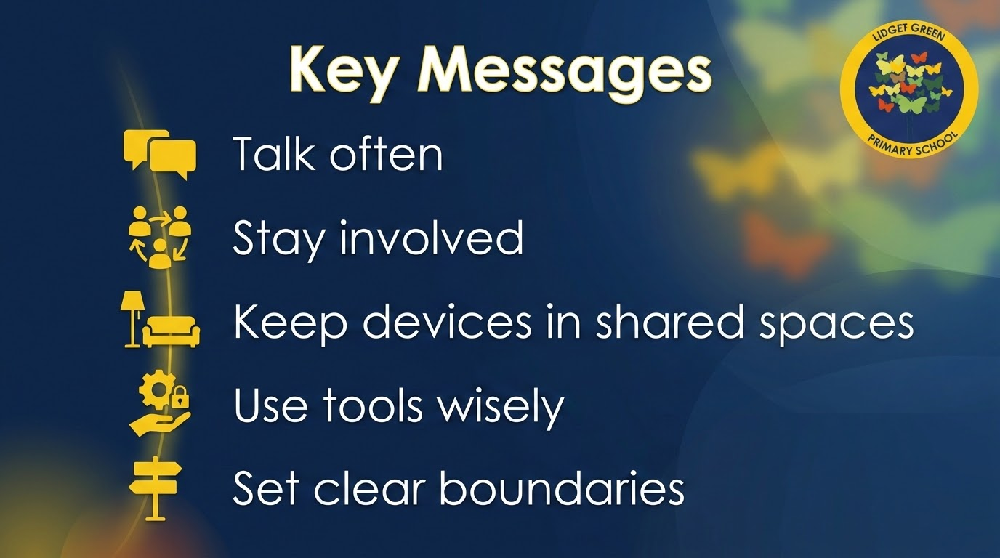 Key Messages
LIDGET GREEN
PRIMARY SCHOOL
Talk often
Stay involved
Keep devices in shared spaces
Use tools wisely
Set clear boundaries